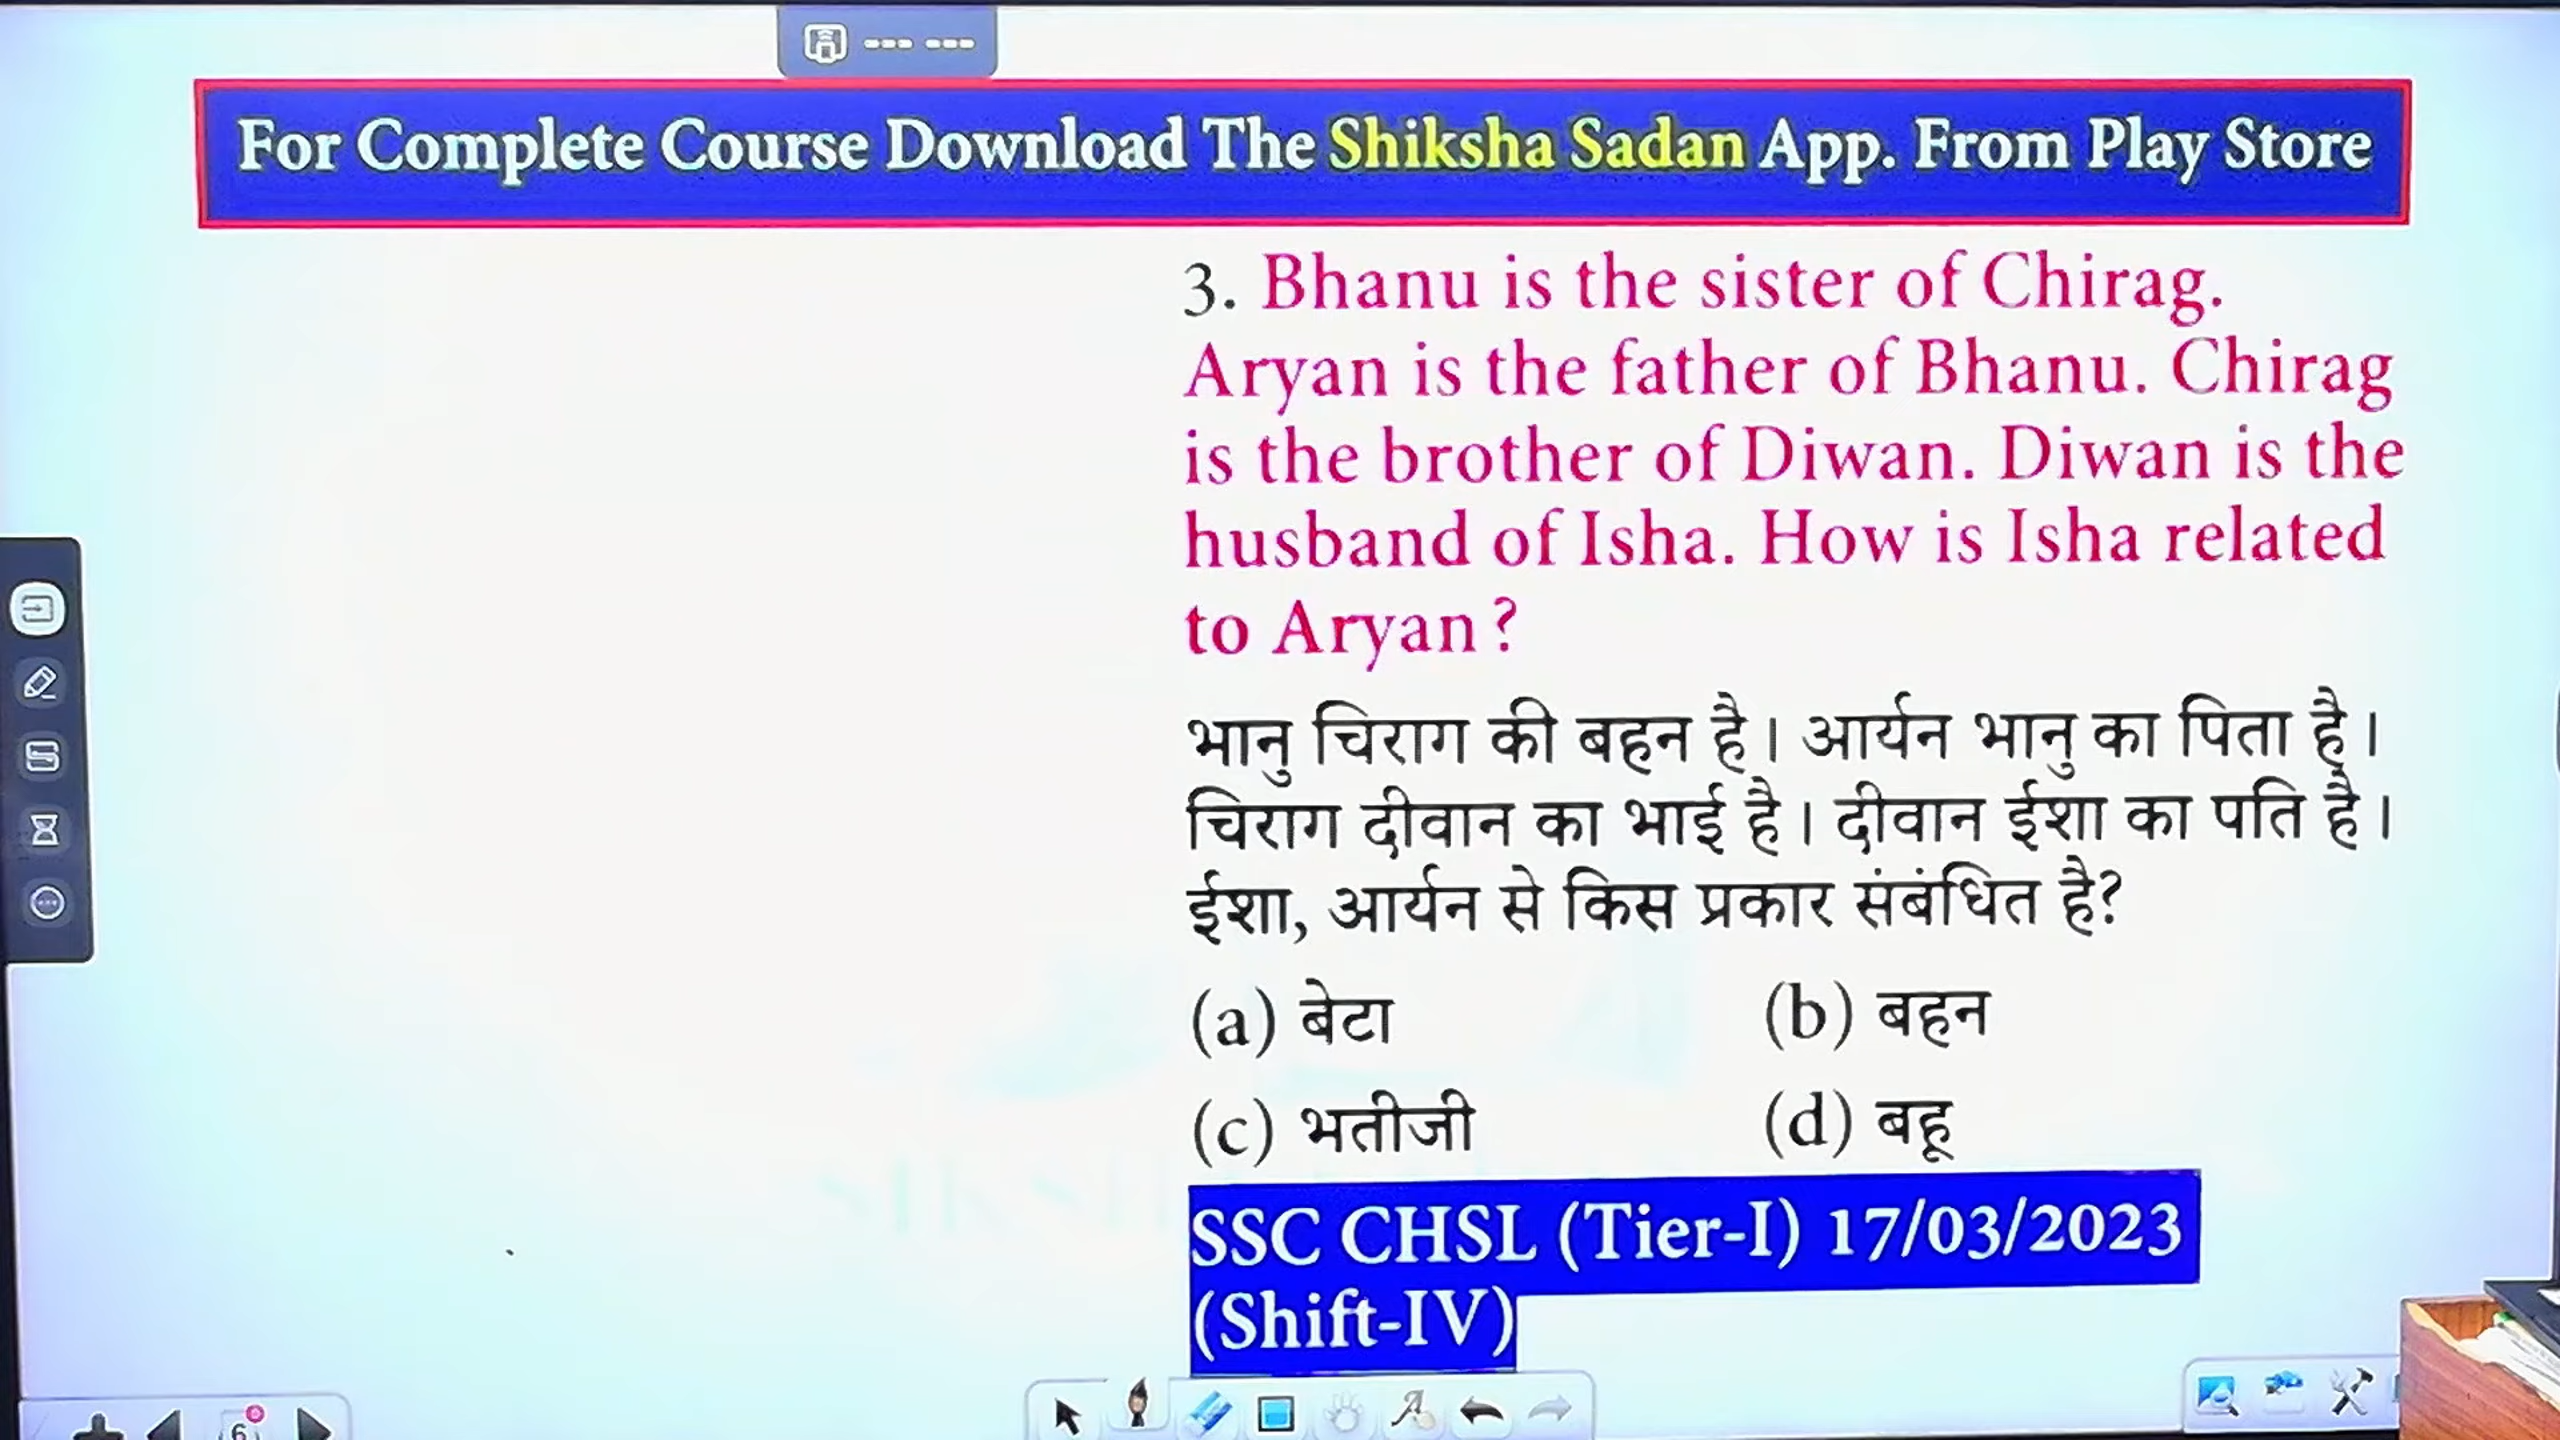 For Complete Course Download The Shiksha Sadan App. From Play Store
3. Bhanu is the sister of Chirag.
Aryan is the father of Bhanu. Chirag
is the brother of Diwan. Diwan is the
husband of Isha. How is Isha related
to Aryan?
भानु चिराग की बहन है। आर्यन भानु का पिता है।
चिराग दीवान का भाई है। दीवान ईशा का पति है।
ईशा, आर्यन से किस प्रकार संबंधित है?
(a) बेटा (b) बहन
(c) भतीजी (d) बहू
SSC CHSL (Tier-I) 17/03/2023
(Shift-IV)
6